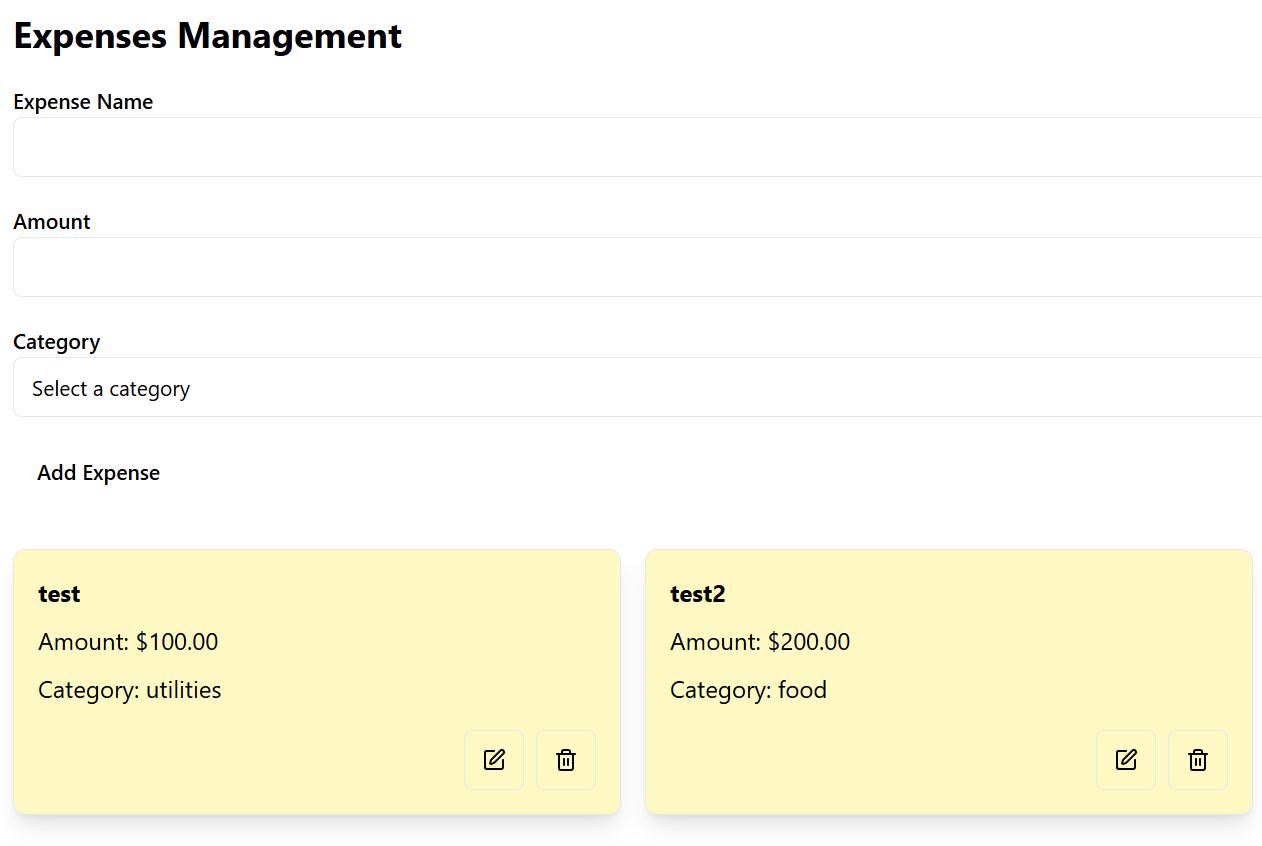 Expenses Management
Expense Name
Amount
Category
Select a category
Add Expense
test
Amount: $100.00
Category: utilities
test2
Amount: $200.00
Category: food